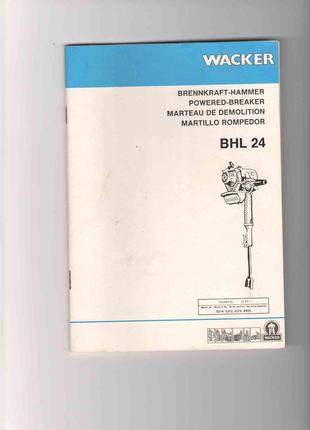 WACKER
BRENNKRAFT-HAMMER
POWERED-BREAKER
MARTEAU DE DEMOLITION
MARTILLO ROMPEDOR
BHL 24
WACKER